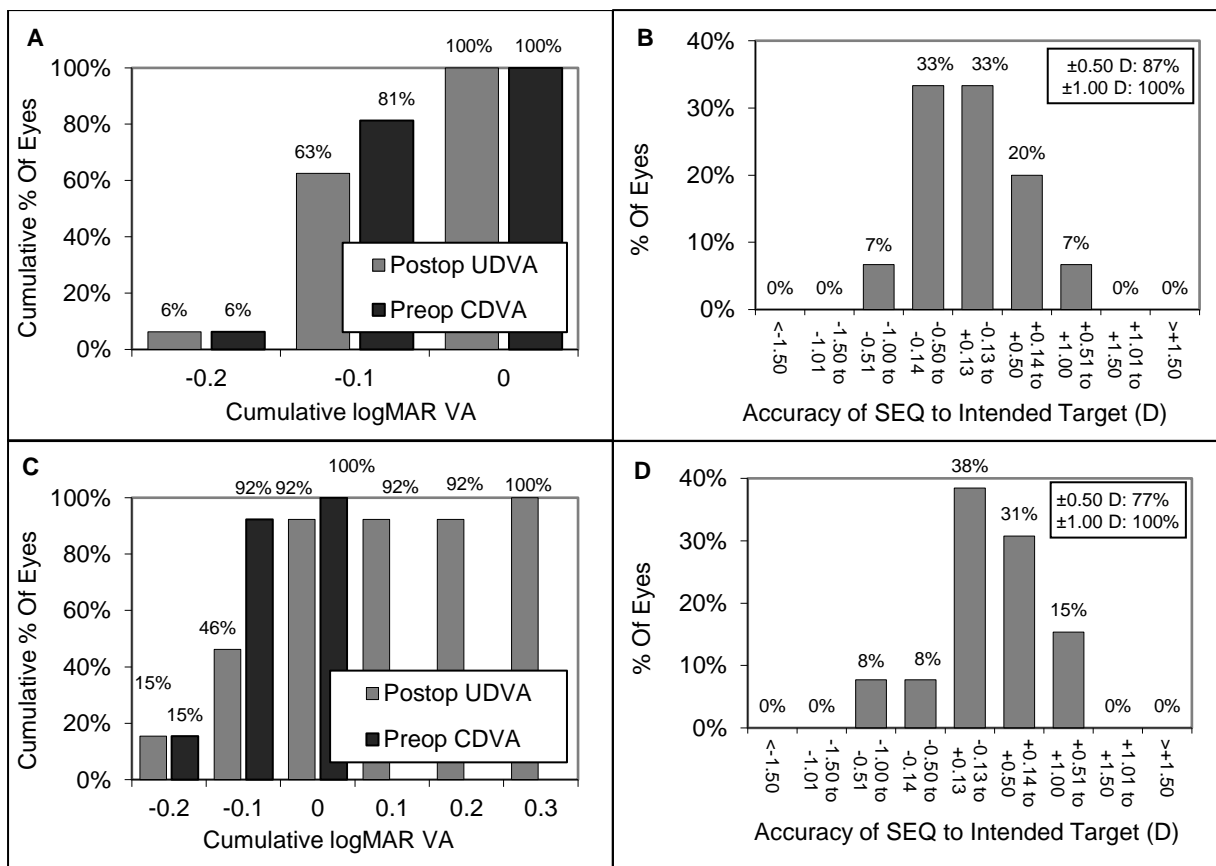 A
100% 100%
100%
81%
80%
63%
60%
40%
20%
6% 6%
0%
Cumulative % Of Eyes
Postop UDVA
Preop CDVA
-0.2 -0.1 0
Cumulative logMAR VA
B
40%
33% 33%
±0.50 D: 87%
±1.00 D: 100%
30%
20%
20%
10%
7% 7%
0% 0% 0% 0%
0%
% Of Eyes
<-1.50
-1.50 to
-1.01
-1.00 to
-0.51
-0.50 to
-0.14
-0.13 to
+0.13
+0.14 to
+0.50
+0.51 to
+1.00
+1.01 to
+1.50
>+1.50
Accuracy of SEQ to Intended Target (D)
C
92% 92% 100% 92% 92% 100%
100%
80%
60%
46%
40%
20%
15% 15%
0%
Cumulative % Of Eyes
Postop UDVA
Preop CDVA
-0.2 -0.1 0 0.1 0.2 0.3
Cumulative logMAR VA
D
38%
40%
±0.50 D: 77%
±1.00 D: 100%
31%
30%
20%
15%
10%
8% 8%
0% 0% 0% 0%
0%
% Of Eyes
<-1.50
-1.50 to
-1.01
-1.00 to
-0.51
-0.50 to
-0.14
-0.13 to
+0.13
+0.14 to
+0.50
+0.51 to
+1.00
+1.01 to
+1.50
>+1.50
Accuracy of SEQ to Intended Target (D)